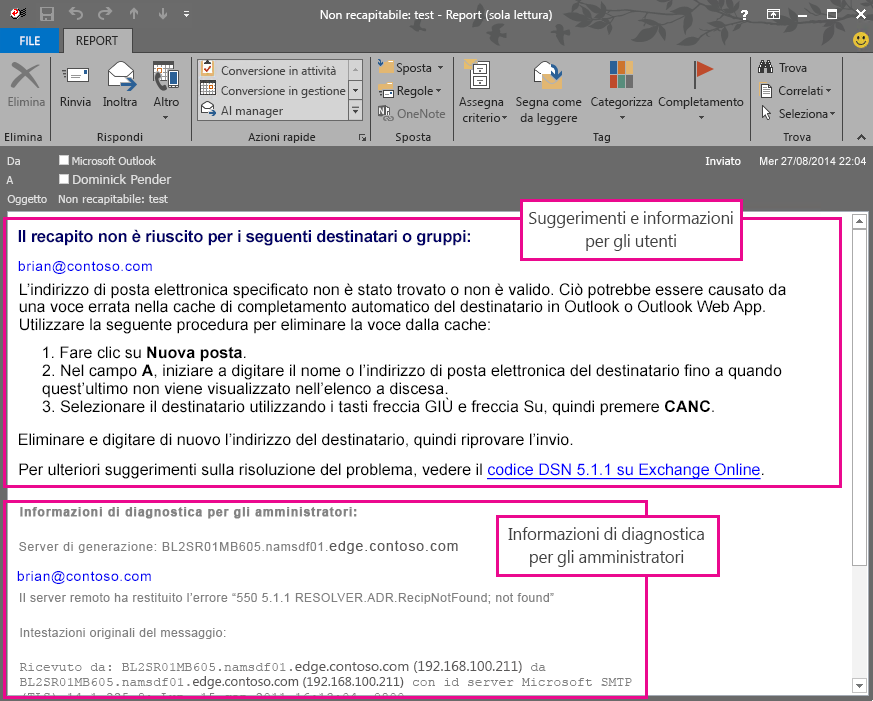 Non recapitabile: test - Report (sola lettura)
?
FILE
REPORT
Elimina
Rinvia
Inoltra
Altro
Conversione in attività
Conversione in gestione
Al manager
Sposta
Regole
OneNote
Assegna criterio
Segna come da leggere
Categorizza
Completamento
Trova
Correlati
Seleziona
Elimina
Rispondi
Azioni rapide
Sposta
Tag
Trova
Da Microsoft Outlook
Inviato Mer 27/08/2014 22:04
A Dominick Pender
Oggetto Non recapitabile: test
Suggerimenti e informazioni
per gli utenti
Il recapito non è riuscito per i seguenti destinatari o gruppi:
brian@contoso.com
L'indirizzo di posta elettronica specificato non è stato trovato o non è valido. Ciò potrebbe essere causato da
una voce errata nella cache di completamento automatico del destinatario in Outlook o Outlook Web App.
Utilizzare la seguente procedura per eliminare la voce dalla cache:
1. Fare clic su Nuova posta.
2. Nel campo A, iniziare a digitare il nome o l'indirizzo di posta elettronica del destinatario fino a quando
quest'ultimo non viene visualizzato nell'elenco a discesa.
3. Selezionare il destinatario utilizzando i tasti freccia GIÙ e freccia Su, quindi premere CANC.
Eliminare e digitare di nuovo l'indirizzo del destinatario, quindi riprovare l'invio.
Per ulteriori suggerimenti sulla risoluzione del problema, vedere il codice DSN 5.1.1 su Exchange Online.
Informazioni di diagnostica per gli amministratori:
Informazioni di diagnostica
per gli amministratori
Server di generazione: BL2SR01MB605.namsdf01.edge.contoso.com
brian@contoso.com
Il server remoto ha restituito l'errore "550 5.1.1 RESOLVER.ADR.RecipNotFound; not found"
Intestazioni originali del messaggio:
Ricevuto da: BL2SR01MB605.namsdf01.edge.contoso.com (192.168.100.211) da
BL2SR01MB605.namsdf01.edge.contoso.com (192.168.100.211) con id server Microsoft SMTP